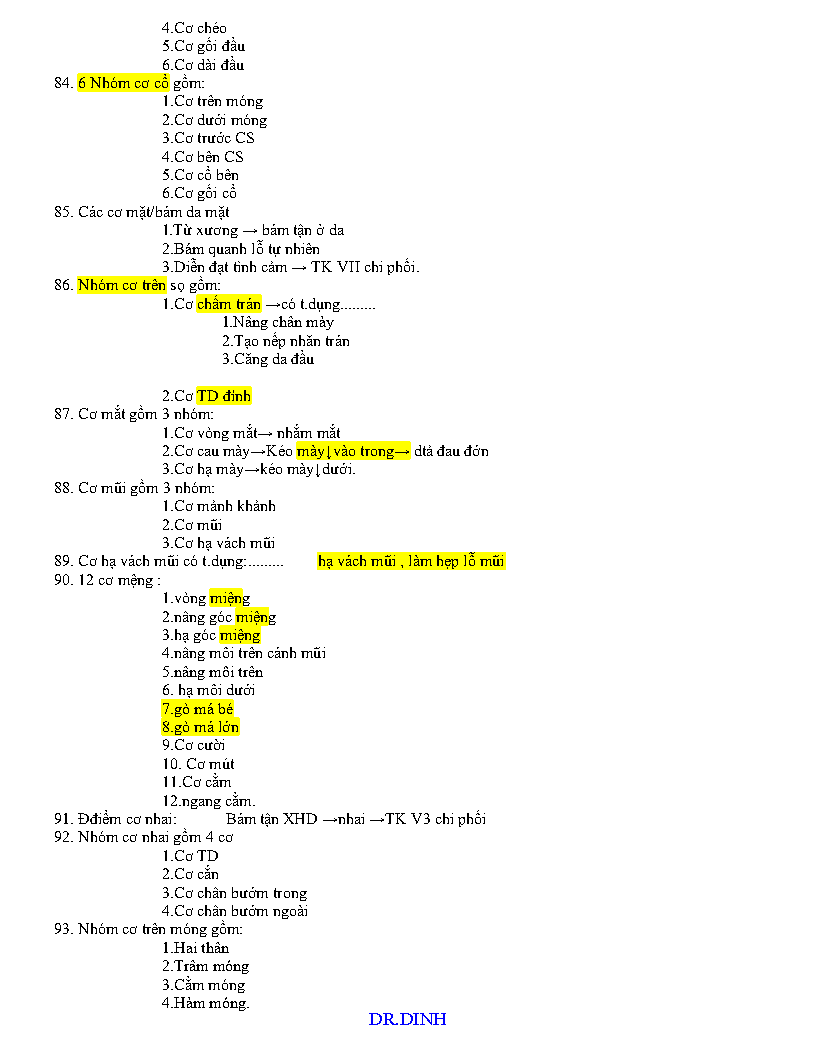 4.Cơ chéo
5.Cơ gối đầu
6.Cơ dài đầu
84. 6 Nhóm cơ cổ gồm:
1.Cơ trên móng
2.Cơ dưới móng
3.Cơ trước CS
4.Cơ bên CS
5.Cơ cổ bên
6.Cơ gối cổ
85. Các cơ mặt/bám da mặt
1.Từ xương → bám tận ở da
2.Bám quanh lỗ tự nhiên
3.Diễn đạt tình cảm → TK VII chi phối.
86. Nhóm cơ trên sọ gồm:
1.Cơ chẩm trán →có t.dụng.........
1.Nâng chân mày
2.Tạo nếp nhăn trán
3.Căng da đầu
2.Cơ TD đỉnh
87. Cơ mắt gồm 3 nhóm:
1.Cơ vòng mắt→ nhắm mắt
2.Cơ cau mày→Kéo mày↓vào trong→ dtả đau đớn
3.Cơ hạ mày→kéo mày↓dưới.
88. Cơ mũi gồm 3 nhóm:
1.Cơ mảnh khảnh
2.Cơ mũi
3.Cơ hạ vách mũi
89. Cơ hạ vách mũi có t.dụng:......... hạ vách mũi , làm hẹp lỗ mũi
90. 12 cơ mệng :
1.vòng miệng
2.nâng góc miệng
3.hạ góc miệng
4.nâng môi trên cánh mũi
5.nâng môi trên
6. hạ môi dưới
7.gò má bé
8.gò má lớn
9.Cơ cười
10. Cơ mút
11.Cơ cằm
12.ngang cằm.
91. Đđiểm cơ nhai: Bám tận XHD →nhai →TK V3 chi phối
92. Nhóm cơ nhai gồm 4 cơ
1.Cơ TD
2.Cơ cắn
3.Cơ chân bướm trong
4.Cơ chân bướm ngoài
93. Nhóm cơ trên móng gồm:
1.Hai thân
2.Trâm móng
3.Cằm móng
4.Hàm móng.
DR.DINH